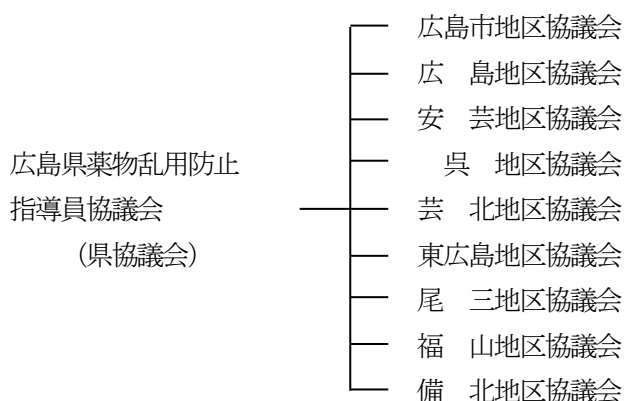 広島県薬物乱用防止
指導員協議会
(県協議会)
広島市地区協議会
広　島地区協議会
安　芸地区協議会
呉　地区協議会
芸　北地区協議会
東広島地区協議会
尾　三地区協議会
福　山地区協議会
備　北地区協議会